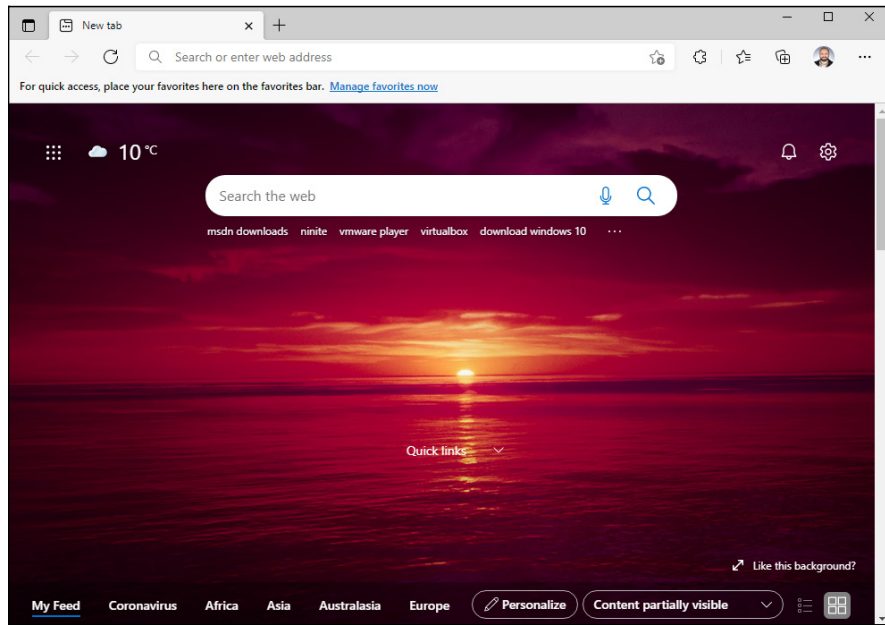 New tab
Search or enter web address
For quick access, place your favorites here on the favorites bar. Manage favorites now
10 °C
Search the web
msdn downloads ninite vmware player virtualbox download windows 10 ...
Quick links
Like this background?
My Feed Coronavirus Africa Asia Australasia Europe Personalize Content partially visible